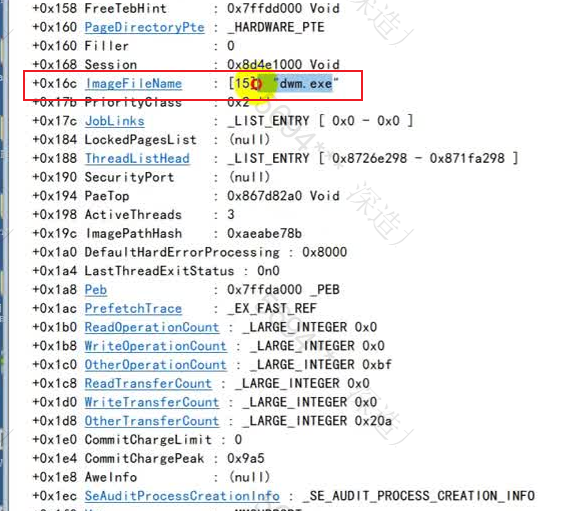 +0x158 FreeTebHint : 0x7ffdd000 Void
+0x160 PageDirectoryPte : _HARDWARE_PTE
+0x160 Filler : 0
+0x168 Session : 0x8d4e1000 Void
+0x16c ImageFileName : [15] "dwm.exe"
+0x17b PriorityClass : 0x2 ''
+0x17c JobLinks : _LIST_ENTRY [ 0x0 - 0x0 ]
+0x184 LockedPagesList : (null)
+0x188 ThreadListHead : _LIST_ENTRY [ 0x8726e298 - 0x871fa298 ]
+0x190 SecurityPort : (null)
+0x194 PaeTop : 0x867d82a0 Void
+0x198 ActiveThreads : 3
+0x19c ImagePathHash : 0xaeabe78b
+0x1a0 DefaultHardErrorProcessing : 0x8000
+0x1a4 LastThreadExitStatus : 0n0
+0x1a8 Peb : 0x7ffda000 _PEB
+0x1ac PrefetchTrace : _EX_FAST_REF
+0x1b0 ReadOperationCount : _LARGE_INTEGER 0x0
+0x1b8 WriteOperationCount : _LARGE_INTEGER 0x0
+0x1c0 OtherOperationCount : _LARGE_INTEGER 0xbf
+0x1c8 ReadTransferCount : _LARGE_INTEGER 0x0
+0x1d0 WriteTransferCount : _LARGE_INTEGER 0x0
+0x1d8 OtherTransferCount : _LARGE_INTEGER 0x20a
+0x1e0 CommitChargeLimit : 0
+0x1e4 CommitChargePeak : 0x9a5
+0x1e8 AweInfo : (null)
+0x1ec SeAuditProcessCreationInfo : _SE_AUDIT_PROCESS_CREATION_INFO